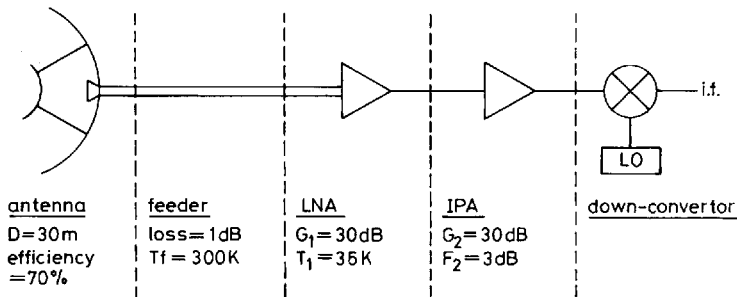 i.f.
LO
antenna
D=30m
efficiency
=70%
feeder
loss=1dB
Tf = 300K
LNA
G₁=30dB
T₁=35K
IPA
G₂=30dB
F₂=3dB
down-convertor